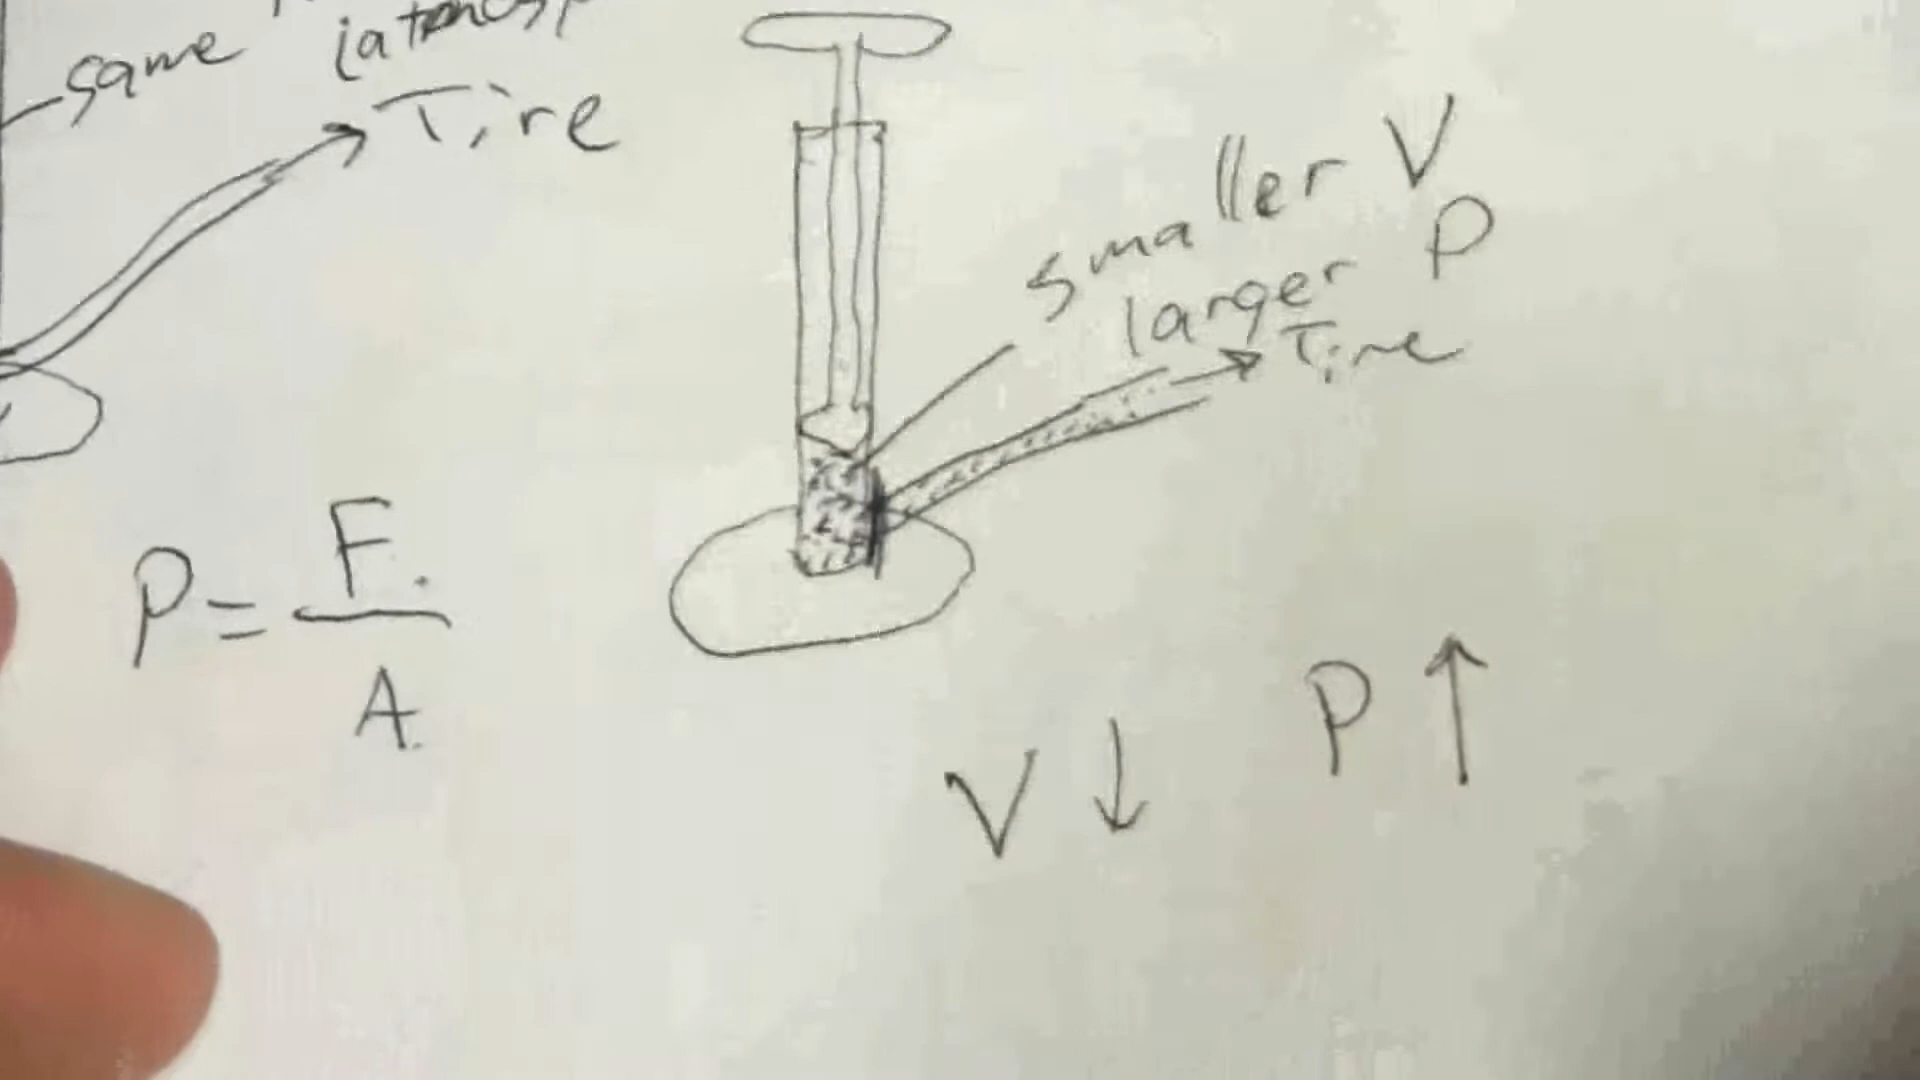 same
Tire
smaller V
larger P
Tire
P = F.
A.
V ↓ P ↑